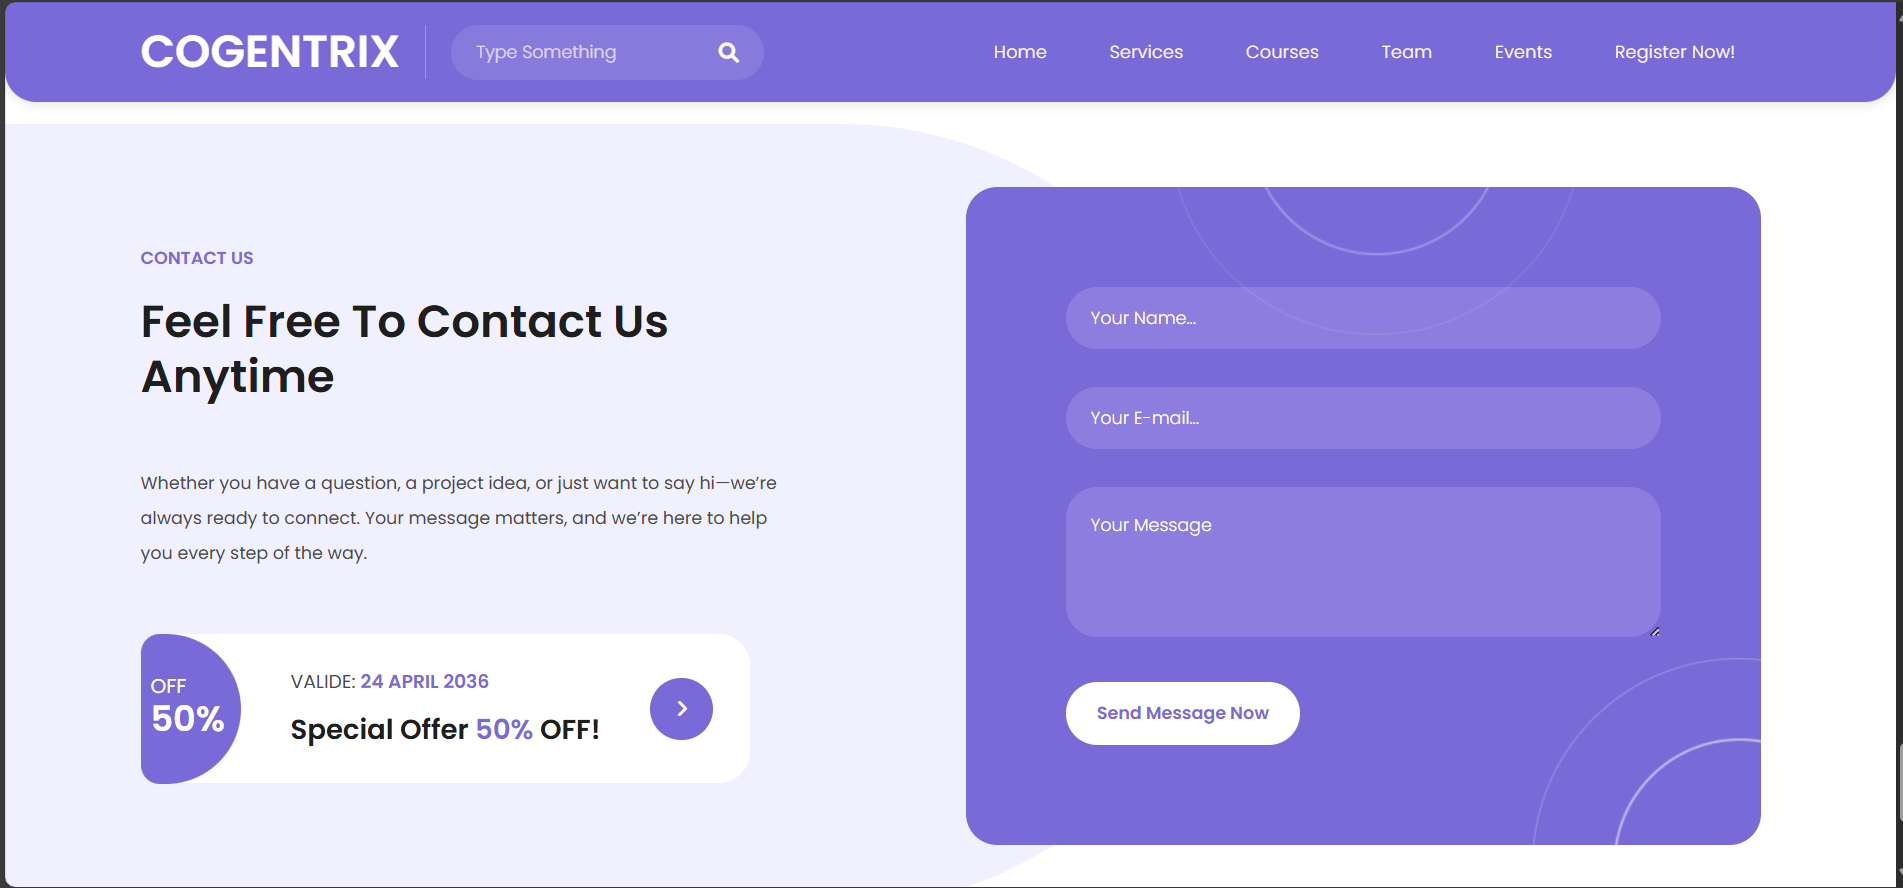 COGENTRIX
Type Something
Home
Services
Courses
Team
Events
Register Now!
CONTACT US
Feel Free To Contact Us
Anytime
Whether you have a question, a project idea, or just want to say hi—we’re
always ready to connect. Your message matters, and we’re here to help
you every step of the way.
OFF
50%
VALIDE: 24 APRIL 2036
Special Offer 50% OFF!
Your Name...
Your E-mail...
Your Message
Send Message Now